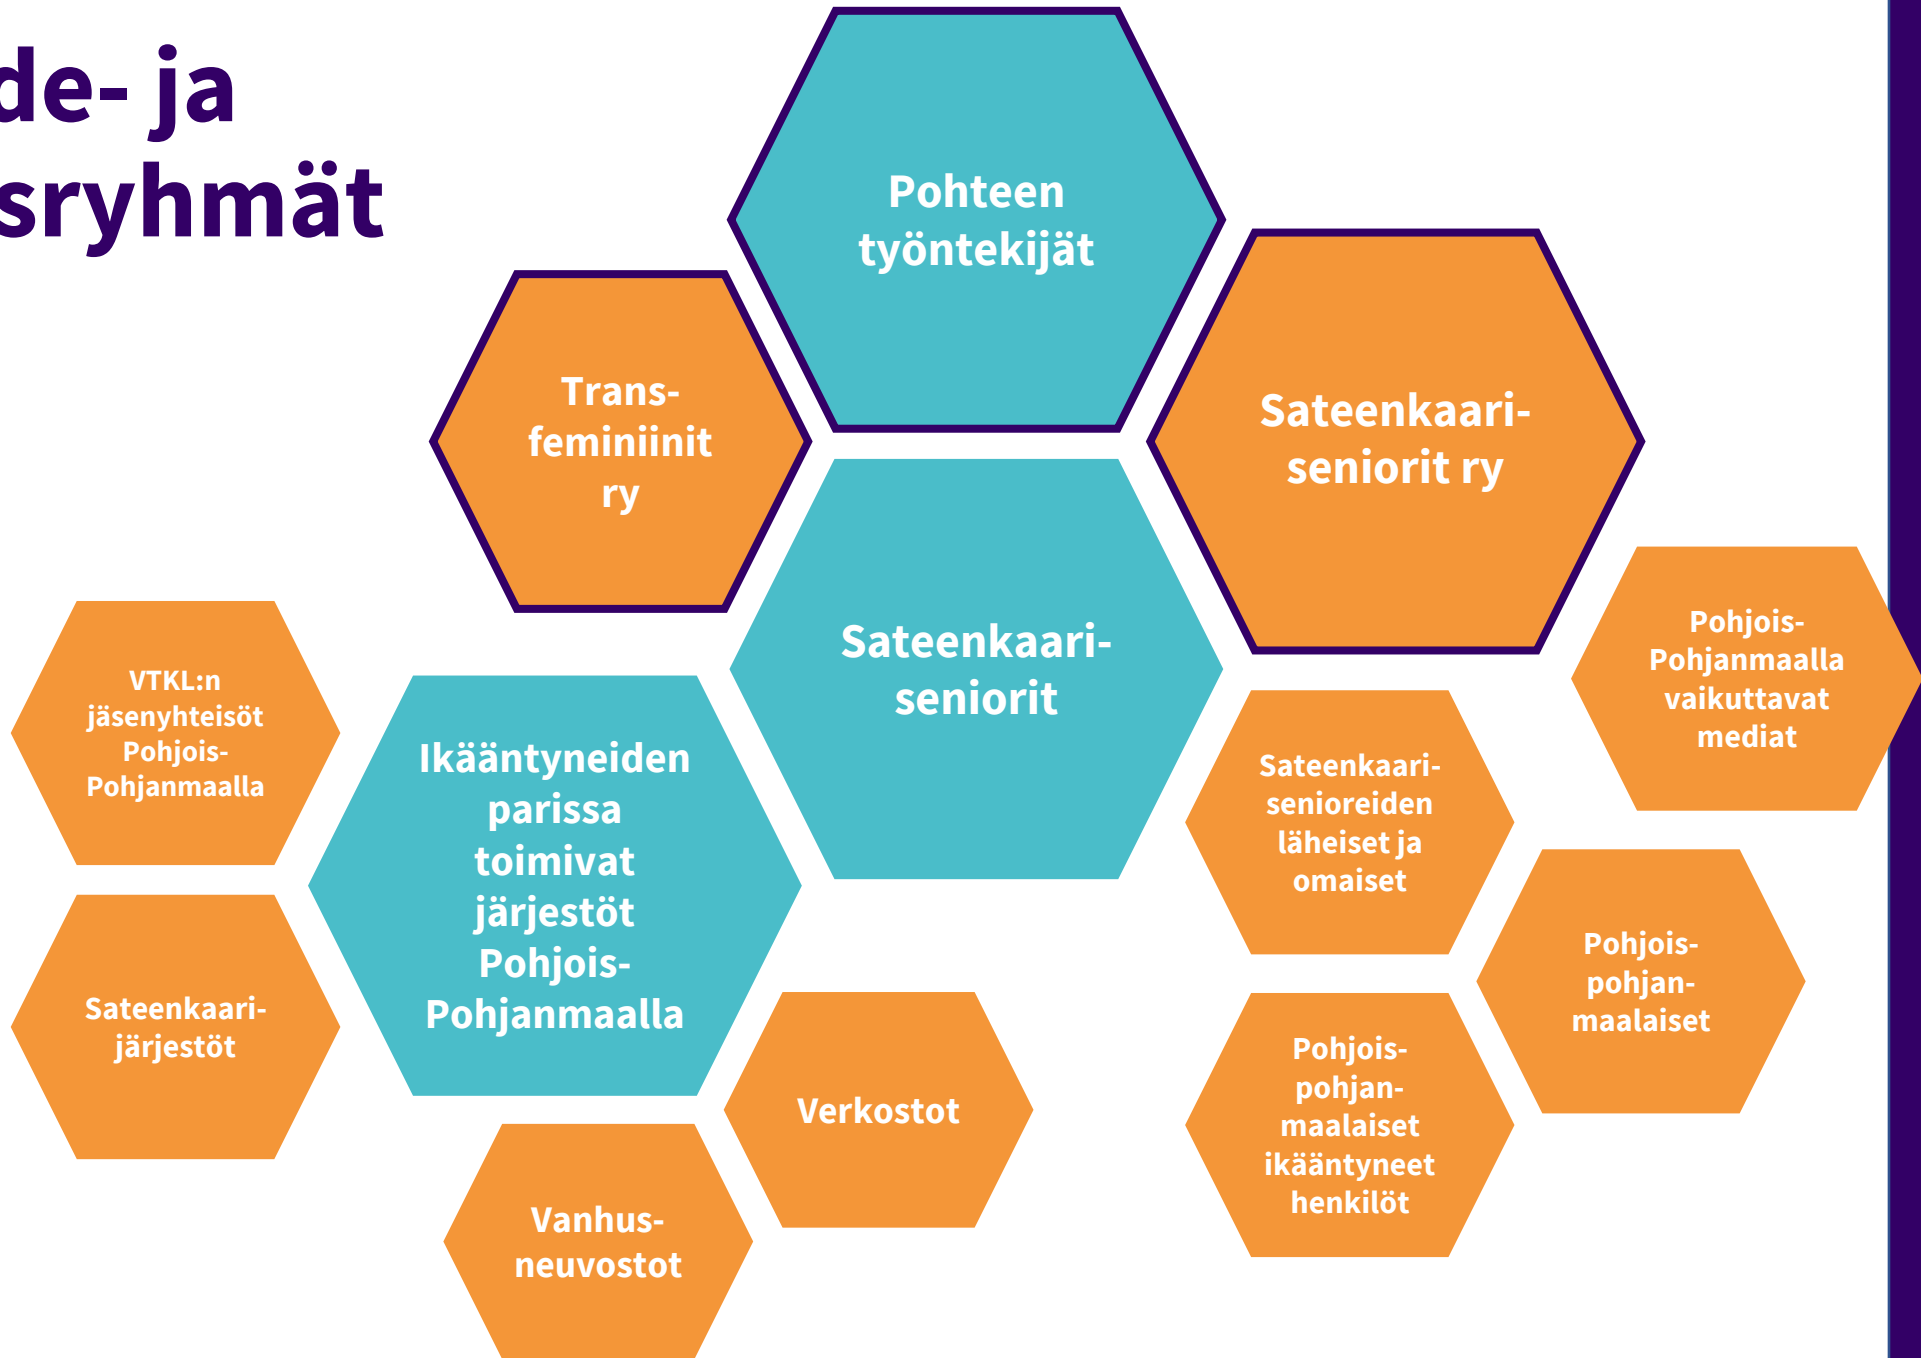 de- ja
sryhmät
Pohteen
työntekijät
Trans-
feminiinit
ry
Sateenkaari-
seniorit ry
Sateenkaari-
seniorit
Pohjois-
Pohjanmaalla
vaikuttavat
mediat
VTKL:n
jäsenyhteisöt
Pohjois-
Pohjanmaalla
Ikääntyneiden
parissa
toimivat
järjestöt
Pohjois-
Pohjanmaalla
Sateenkaari-
senioreiden
läheiset ja
omaiset
Sateenkaari-
järjestöt
Pohjois-
pohjan-
maalaiset
Verkostot
Pohjois-
pohjan-
maalaiset
ikääntyneet
henkilöt
Vanhus-
neuvostot